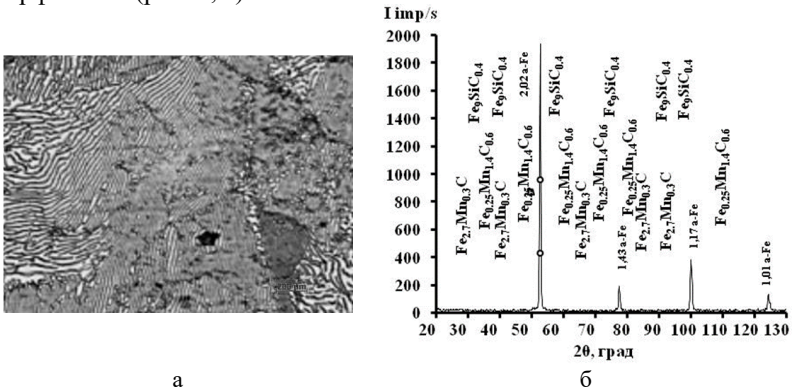 I imp/s
2000
1800
1600
1400
1200
1000
800
600
400
200
0
20 30 40 50 60 70 80 90 100 110 120 130
2θ, град
Fe2.7Mn0.3C
Fe9SiC0.4
Fe0.25Mn1.4C0.6
Fe9SiC0.4
Fe2.7Mn0.3C
2,02 a-Fe
Fe0.25Mn1.4C0.6
Fe9SiC0.4
Fe0.25Mn1.4C0.6
Fe2.7Mn0.3C
Fe9SiC0.4
Fe0.25Mn1.4C0.6
1,43 a-Fe
Fe0.25Mn1.4C0.6
Fe2.7Mn0.3C
Fe9SiC0.4
Fe2.7Mn0.3C
Fe9SiC0.4
1,17 a-Fe
Fe0.25Mn1.4C0.6
1,01 a-Fe
а б